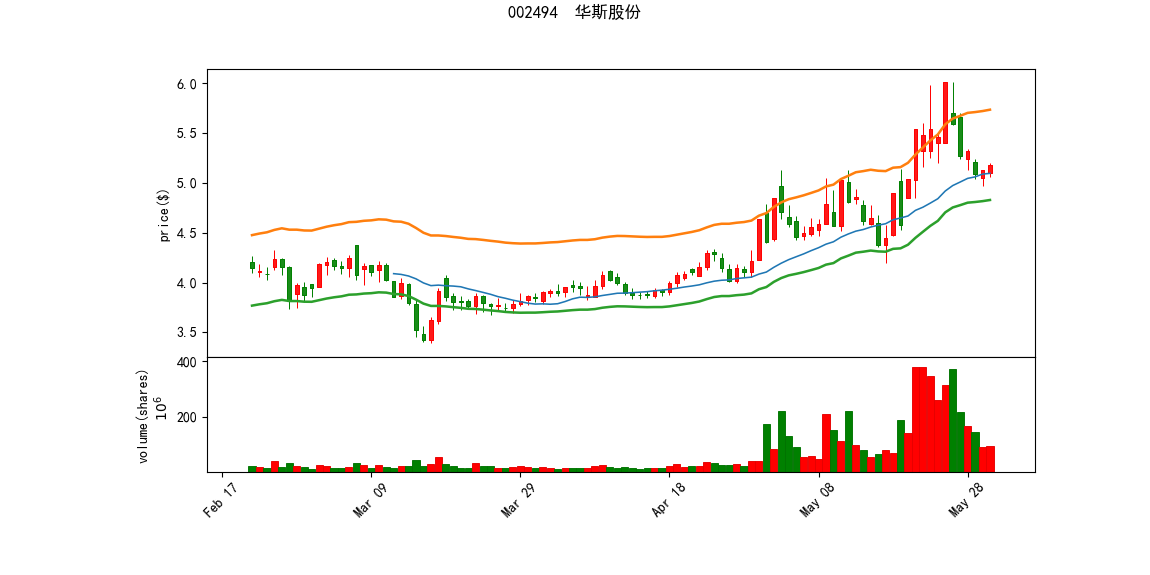 002494 华斯股份
price($)
6.0
5.5
5.0
4.5
4.0
3.5
volume(shares)
10^6
400
200
Feb 17
Mar 09
Mar 29
Apr 18
May 08
May 28